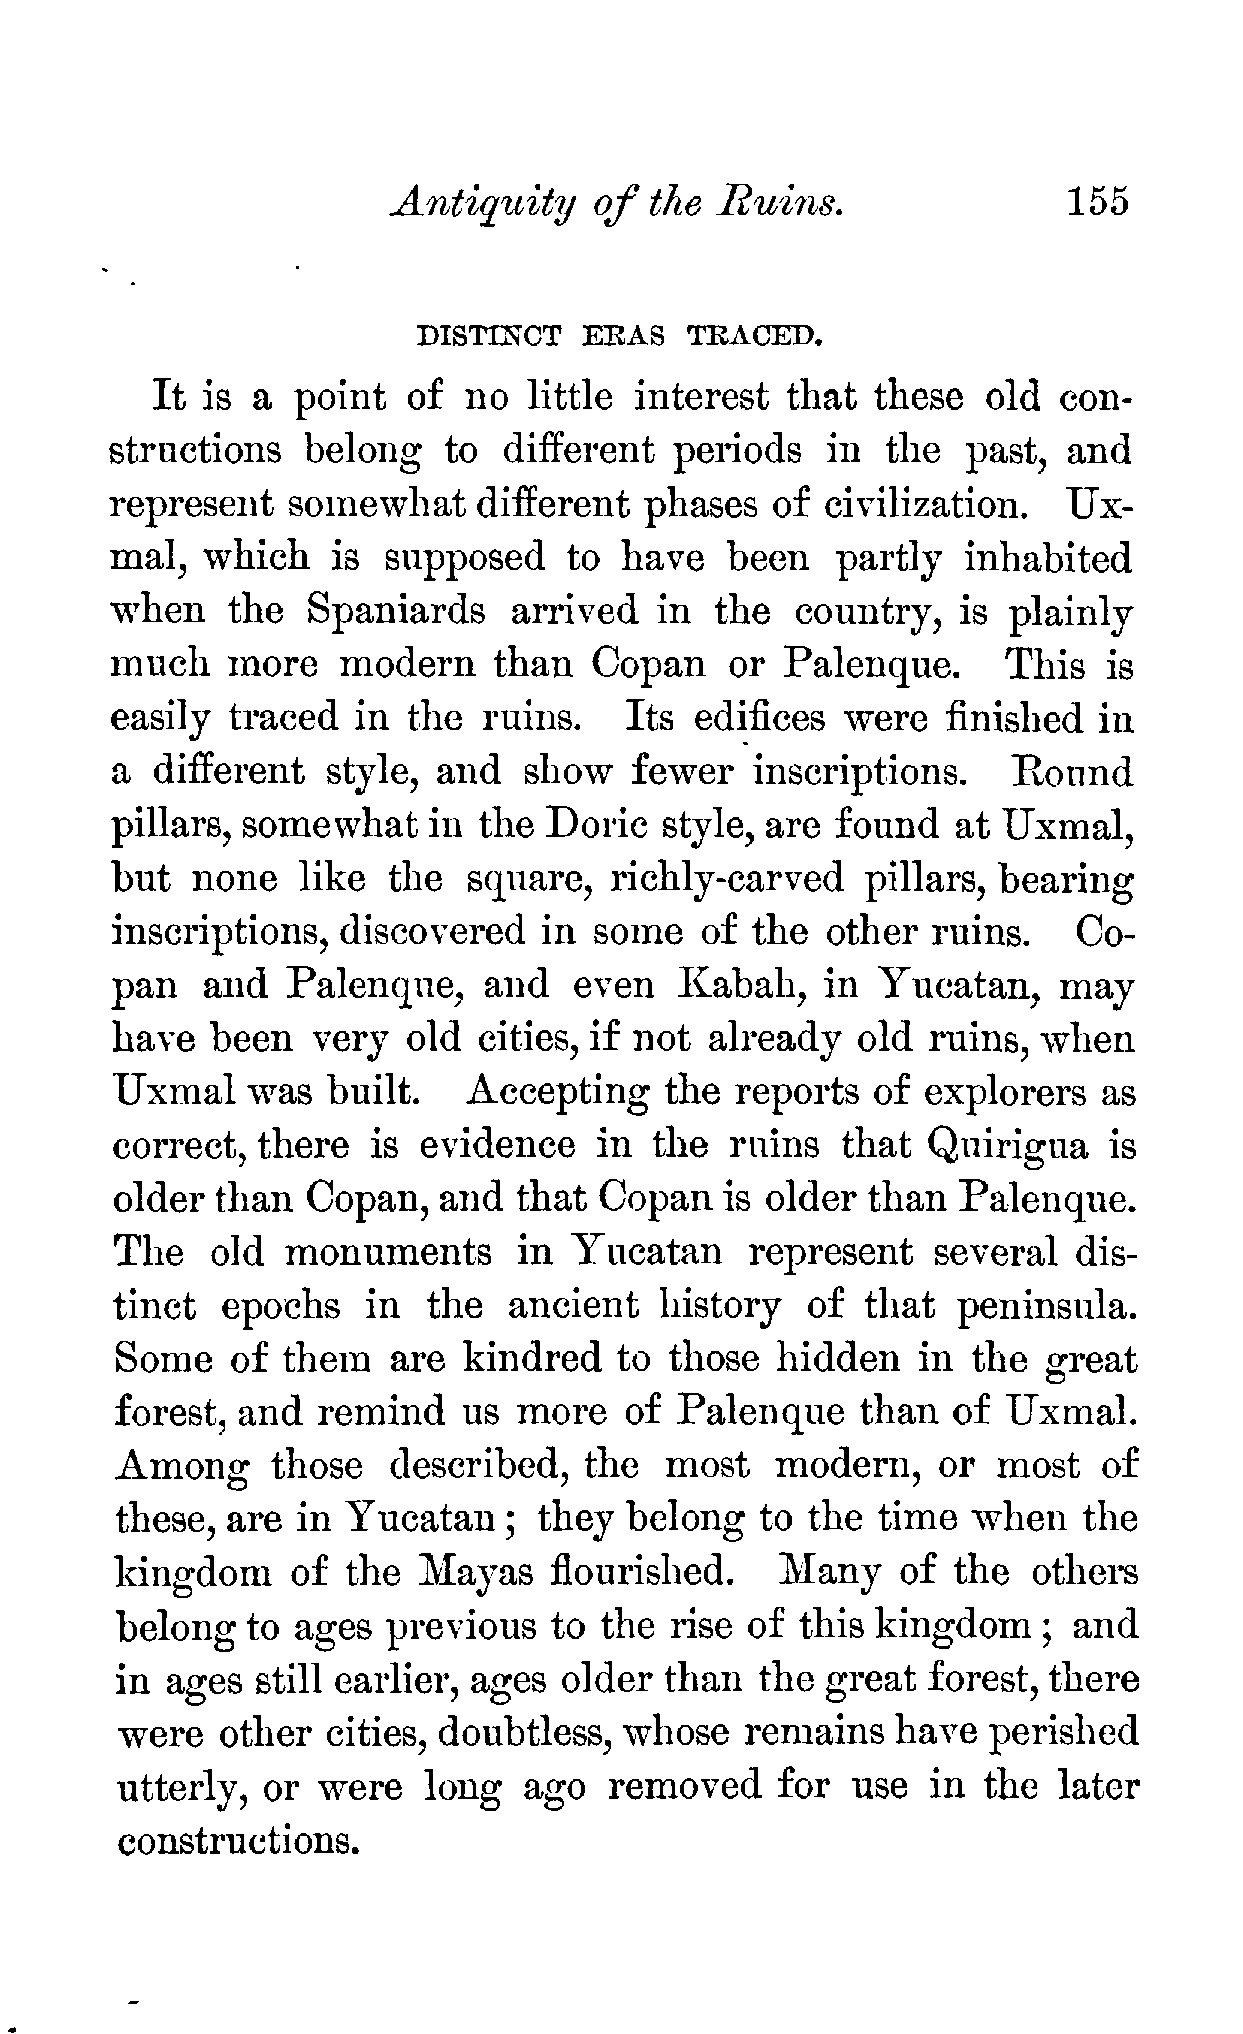 Antiquity of the Ruins. 155
DISTINCT ERAS TRACED.
It is a point of no little interest that these old con-
structions belong to different periods in the past, and
represent somewhat different phases of civilization. Ux-
mal, which is supposed to have been partly inhabited
when the Spaniards arrived in the country, is plainly
much more modern than Copan or Palenque. This is
easily traced in the ruins. Its edifices were finished in
a different style, and show fewer inscriptions. Round
pillars, somewhat in the Doric style, are found at Uxmal,
but none like the square, richly-carved pillars, bearing
inscriptions, discovered in some of the other ruins. Co-
pan and Palenque, and even Kabah, in Yucatan, may
have been very old cities, if not already old ruins, when
Uxmal was built. Accepting the reports of explorers as
correct, there is evidence in the ruins that Quirigua is
older than Copan, and that Copan is older than Palenque.
The old monuments in Yucatan represent several dis-
tinct epochs in the ancient history of that peninsula.
Some of them are kindred to those hidden in the great
forest, and remind us more of Palenque than of Uxmal.
Among those described, the most modern, or most of
these, are in Yucatan; they belong to the time when the
kingdom of the Mayas flourished. Many of the others
belong to ages previous to the rise of this kingdom; and
in ages still earlier, ages older than the great forest, there
were other cities, doubtless, whose remains have perished
utterly, or were long ago removed for use in the later
constructions.